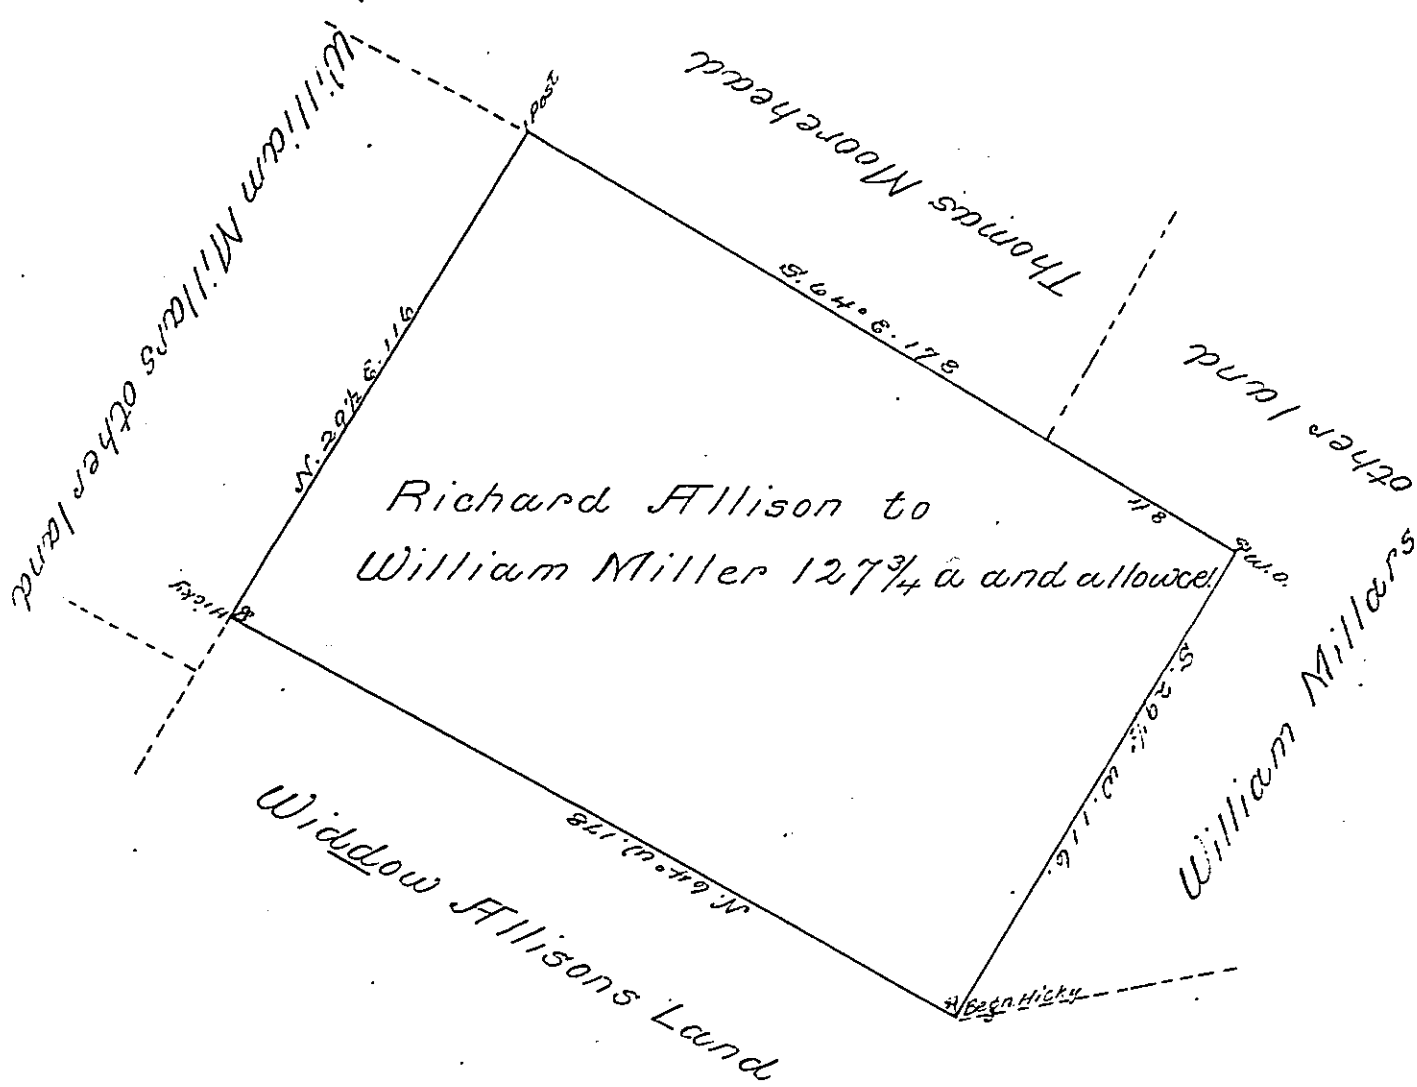 William Millars other land
Post
Thomas Moorehead
S. 64° E. 178
other land
William Millars
48
W.O.
N. 29½ E. 116
Richard Allison to
William Miller 127¾ a and allowce.
Hicky
B
S. 29½ W. 116.
N. 64° W. 178
Widdow Allisons Land
A
Begn. Hicky